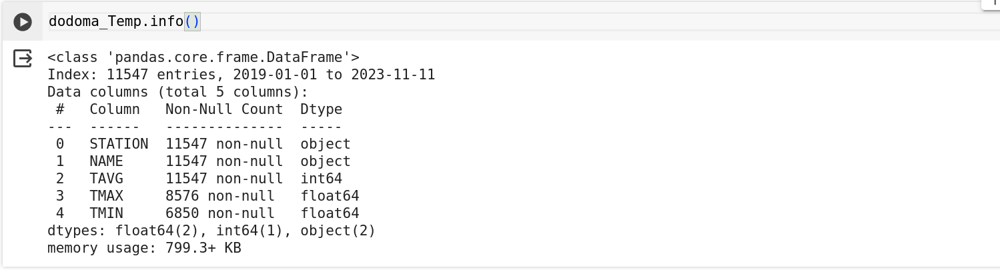 dodoma_Temp.info()
<class 'pandas.core.frame.DataFrame'>
Index: 11547 entries, 2019-01-01 to 2023-11-11
Data columns (total 5 columns):
 #   Column   Non-Null Count  Dtype
---  ------   --------------  -----
 0   STATION  11547 non-null  object
 1   NAME     11547 non-null  object
 2   TAVG     11547 non-null  int64
 3   TMAX     8576 non-null   float64
 4   TMIN     6850 non-null   float64
dtypes: float64(2), int64(1), object(2)
memory usage: 799.3+ KB